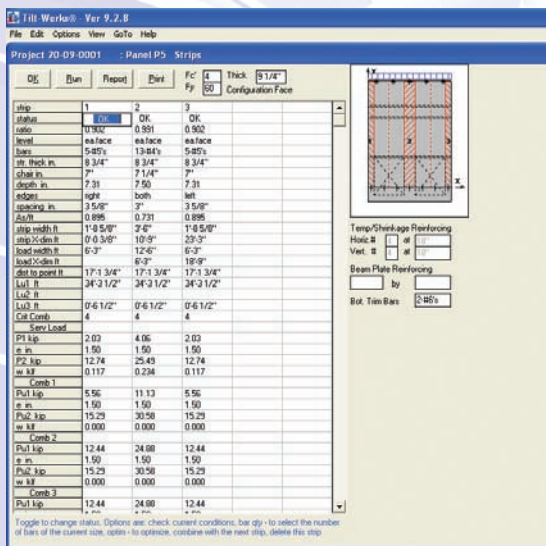 Tilt-Werks® - Ver 9.2.8
File Edit Options View GoTo Help
Project 20-09-0001 : Panel P5 Strips
OK Run Report Print Fc' 4 Thick 9 1/4"
Fy 60 Configuration Face
strip 1 2 3
status OK OK OK
ratio 0.902 0.991 0.902
level ea.face ea.face ea.face
bars 5-#5's 13-#4's 5-#5's
str. thick in. 8 3/4" 8 3/4" 8 3/4"
chair in. 7" 7 1/4" 7"
depth in. 7.31 7.50 7.31
edges right both left
spacing in. 3 5/8" 3" 3 5/8"
As/ft 0.895 0.731 0.895
strip width ft 1'-8 5/8" 3'-6" 1'-8 5/8"
strip X-dim ft 0'-0 3/8" 10'-9" 23'-3"
load width ft 6'-3" 12'-6" 6'-3"
load X-dim ft 6'-3" 18'-9"
dist to point ft 17'-1 3/4" 17'-1 3/4" 17'-1 3/4"
Lu1 ft 34'-3 1/2" 34'-3 1/2" 34'-3 1/2"
Lu2 ft
Lu3 ft 0'-6 1/2" 0'-6 1/2" 0'-6 1/2"
Crit Comb 4 4 4
Serv Load
P1 kip 2.03 4.06 2.03
e in. 1.50 1.50 1.50
P2 kip 12.74 25.49 12.74
w klf 0.117 0.234 0.117
Comb 1
Pu1 kip 5.56 11.13 5.56
e in. 1.50 1.50 1.50
Pu2 kip 15.29 30.58 15.29
w klf 0.000 0.000 0.000
Comb 2
Pu1 kip 12.44 24.88 12.44
e in. 1.50 1.50 1.50
Pu2 kip 15.29 30.58 15.29
w klf 0.000 0.000 0.000
Comb 3
Pu1 kip 12.44 24.88 12.44
Y
X
Temp/Shrinkage Reinforcing
Horiz.# 4 at 18"
Vert. # 4 at 18"
Beam Plate Reinforcing
by
Bot. Trim Bars 2-#6's
Toggle to change status. Options are: check current conditions, bar qty - to select the number
of bars of the current size, optim - to optimize, combine with the next strip, delete this strip